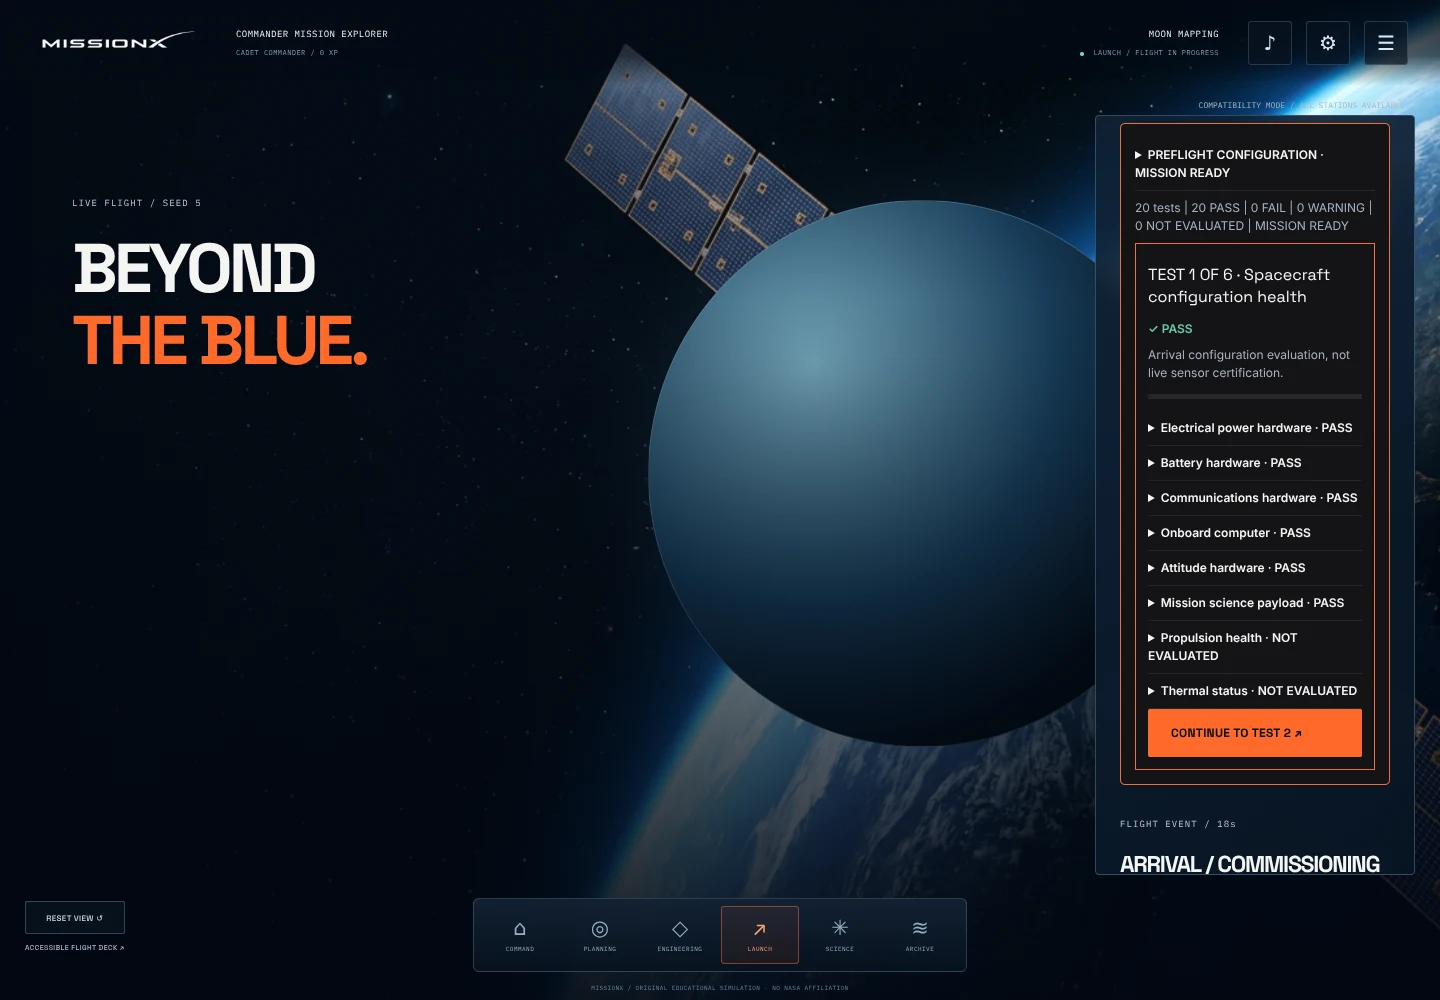 MISSIONX
COMMANDER MISSION EXPLORER
CADET COMMANDER / 0 XP
MOON MAPPING
LAUNCH / FLIGHT IN PROGRESS
COMPATIBILITY MODE / ALL STATIONS AVAILABLE
LIVE FLIGHT / SEED 5
BEYOND
THE BLUE.
PREFLIGHT CONFIGURATION ·
MISSION READY
20 tests | 20 PASS | 0 FAIL | 0 WARNING |
0 NOT EVALUATED | MISSION READY
TEST 1 OF 6 · Spacecraft
configuration health
✓ PASS
Arrival configuration evaluation, not
live sensor certification.
Electrical power hardware · PASS
Battery hardware · PASS
Communications hardware · PASS
Onboard computer · PASS
Attitude hardware · PASS
Mission science payload · PASS
Propulsion health · NOT
EVALUATED
Thermal status · NOT EVALUATED
CONTINUE TO TEST 2 ↗
FLIGHT EVENT / 18s
ARRIVAL / COMMISSIONING
RESET VIEW ↺
ACCESSIBLE FLIGHT DECK ↗
COMMAND
PLANNING
ENGINEERING
LAUNCH
SCIENCE
ARCHIVE
MISSIONX / ORIGINAL EDUCATIONAL SIMULATION · NO NASA AFFILIATION